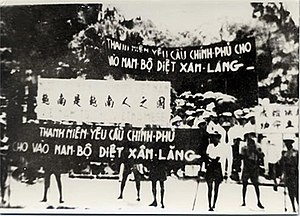 THANH NIÊN YÊU CẦU CHÍNH-PHỦ CHO
VÀO NAM-BỘ DIỆT XÂM-LĂNG
越南是越南人之国
THANH NIÊN YÊU CẦU CHÍNH-PHỦ
CHO VÀO NAM-BỘ DIỆT XÂM-LĂNG